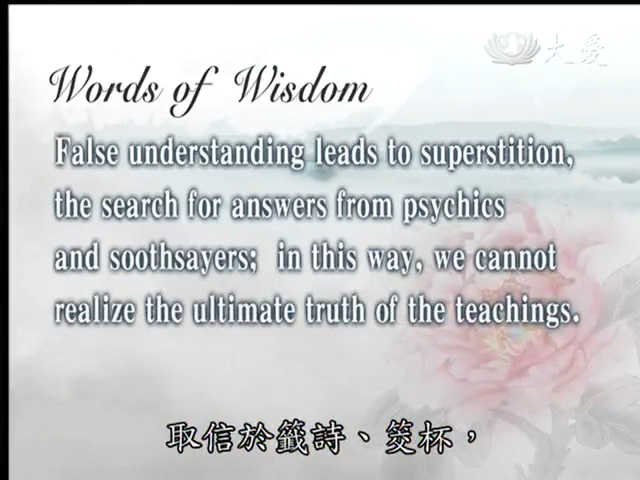 大愛
Words of Wisdom
False understanding leads to superstition,
the search for answers from psychics
and soothsayers; in this way, we cannot
realize the ultimate truth of the teachings.
取信於籤詩、筊杯，